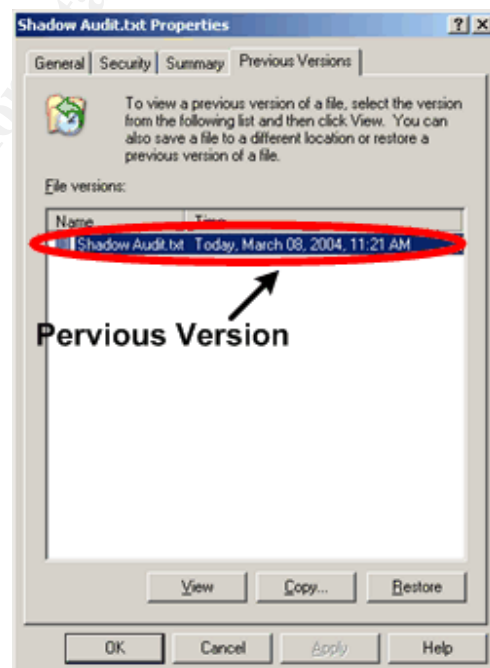 Shadow Audit.txt Properties
General Security Summary Previous Versions
To view a previous version of a file, select the version
from the following list and then click View. You can
also save a file to a different location or restore a
previous version of a file.
File versions:
Name Time
Shadow Audit.txt Today, March 08, 2004, 11:21 AM
Pervious Version
View Copy... Restore
OK Cancel Apply Help